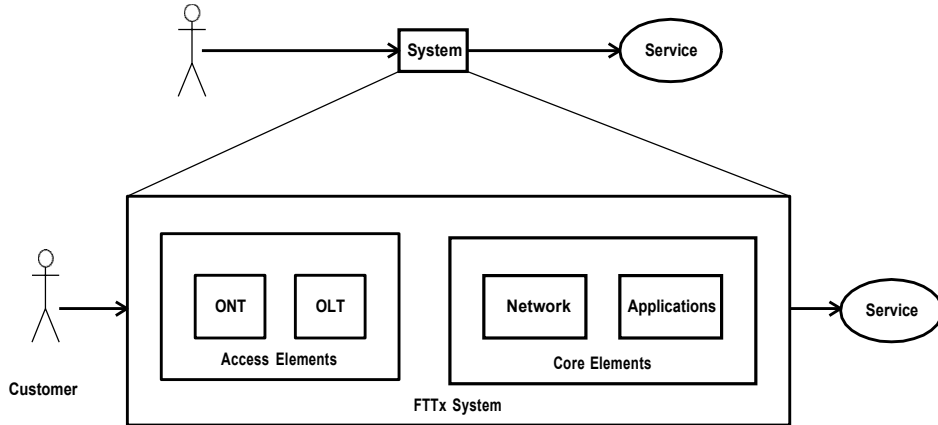 System
Service
ONT
OLT
Network
Applications
Service
Access Elements
Core Elements
Customer
FTTx System